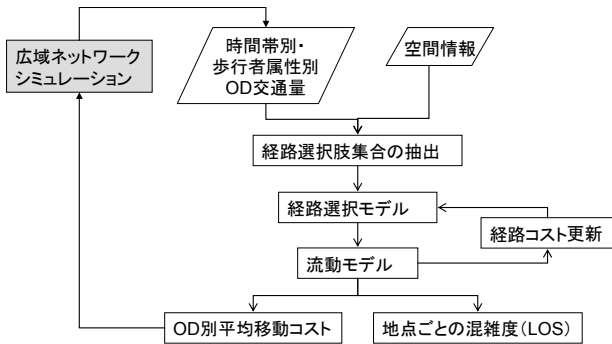 広域ネットワーク
シミュレーション
時間帯別・
歩行者属性別
OD交通量
空間情報
経路選択肢集合の抽出
経路選択モデル
経路コスト更新
流動モデル
OD別平均移動コスト
地点ごとの混雑度(LOS)